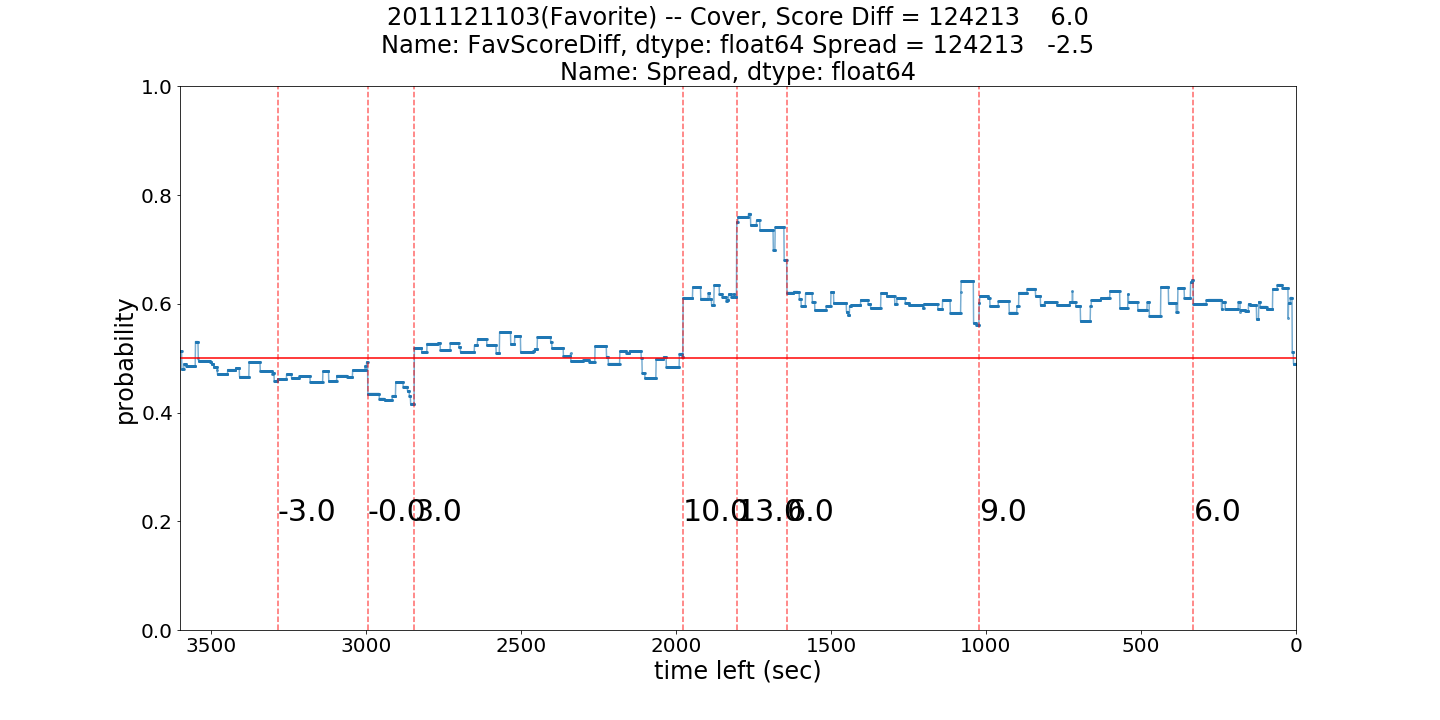 2011121103(Favorite) -- Cover, Score Diff = 124213    6.0
Name: FavScoreDiff, dtype: float64 Spread = 124213   -2.5
Name: Spread, dtype: float64
1.0
0.8
0.6
0.4
0.2
0.0
probability
-3.0 -0.0 3.0 10.0 13.0 6.0 9.0 6.0
3500 3000 2500 2000 1500 1000 500 0
time left (sec)